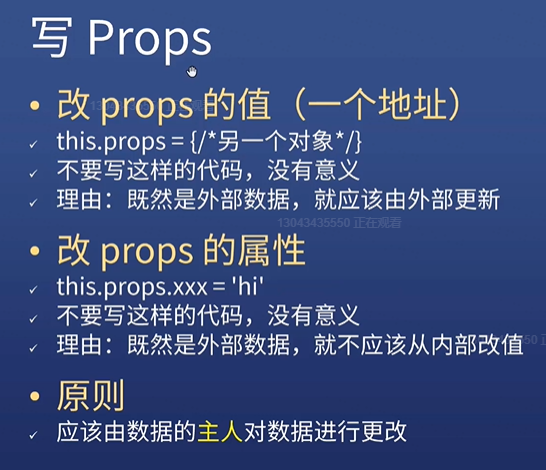 写 Props
改 props 的值（一个地址）
this.props = {/*另一个对象*/}
不要写这样的代码，没有意义
理由：既然是外部数据，就应该由外部更新
13043435550 正在观看
改 props 的属性
this.props.xxx = 'hi'
不要写这样的代码，没有意义
理由：既然是外部数据，就不应该从内部改值
原则
应该由数据的主人对数据进行更改